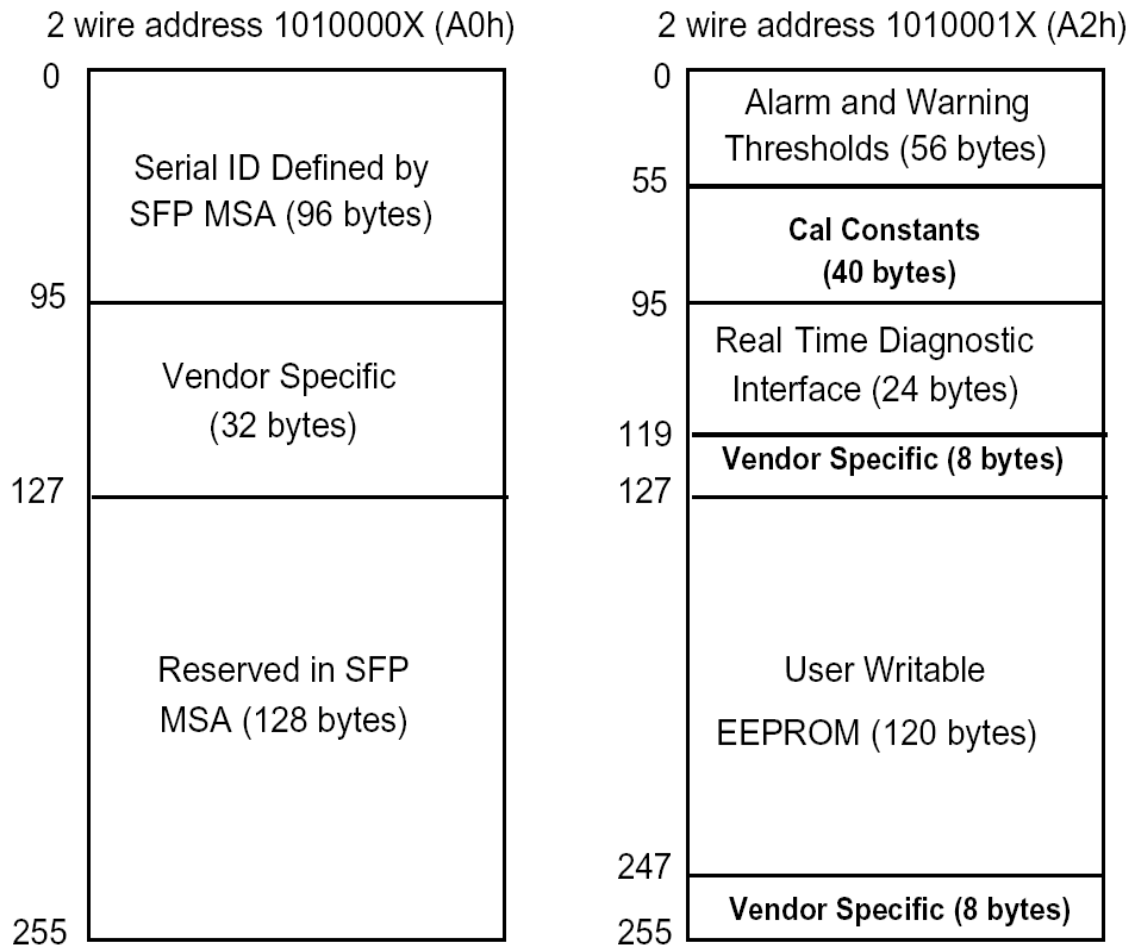 2 wire address 1010000X (A0h)
0
Serial ID Defined by
SFP MSA (96 bytes)
95
Vendor Specific
(32 bytes)
127
Reserved in SFP
MSA (128 bytes)
255
2 wire address 1010001X (A2h)
0
Alarm and Warning
Thresholds (56 bytes)
55
Cal Constants
(40 bytes)
95
Real Time Diagnostic
Interface (24 bytes)
119
Vendor Specific (8 bytes)
127
User Writable
EEPROM (120 bytes)
247
Vendor Specific (8 bytes)
255